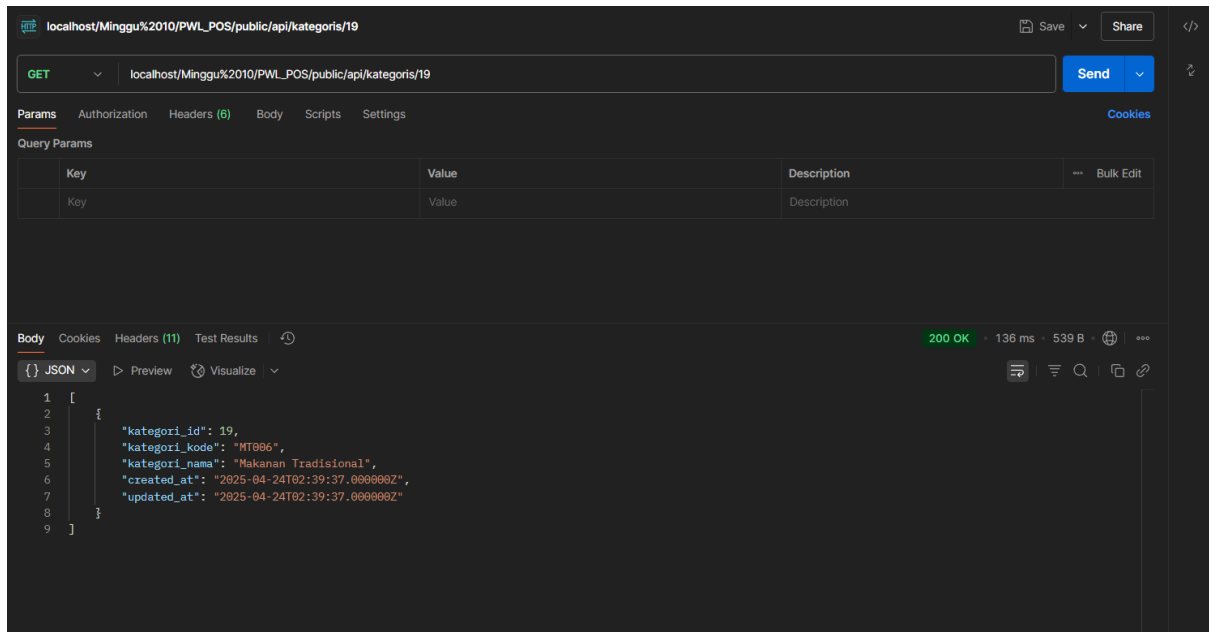 HTTP localhost/Minggu%2010/PWL_POS/public/api/kategoris/19 Save Share </>
GET localhost/Minggu%2010/PWL_POS/public/api/kategoris/19 Send
Params Authorization Headers (6) Body Scripts Settings Cookies
Query Params
Key Value Description ••• Bulk Edit
Key Value Description
Body Cookies Headers (11) Test Results 200 OK • 136 ms • 539 B •
{} JSON Preview Visualize
1 [
2 {
3 "kategori_id": 19,
4 "kategori_kode": "MT006",
5 "kategori_nama": "Makanan Tradisional",
6 "created_at": "2025-04-24T02:39:37.000000Z",
7 "updated_at": "2025-04-24T02:39:37.000000Z"
8 }
9 ]